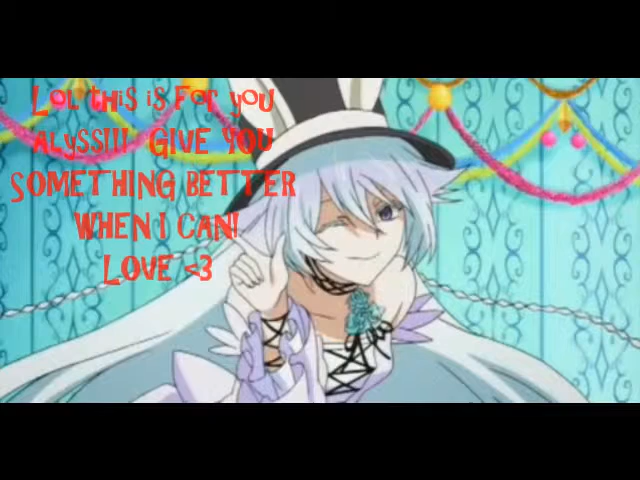 Lol this is for you
Alyss!!! GIVE YOU
SOMETHING BETTER
WHEN I CAN!
LOVE <3